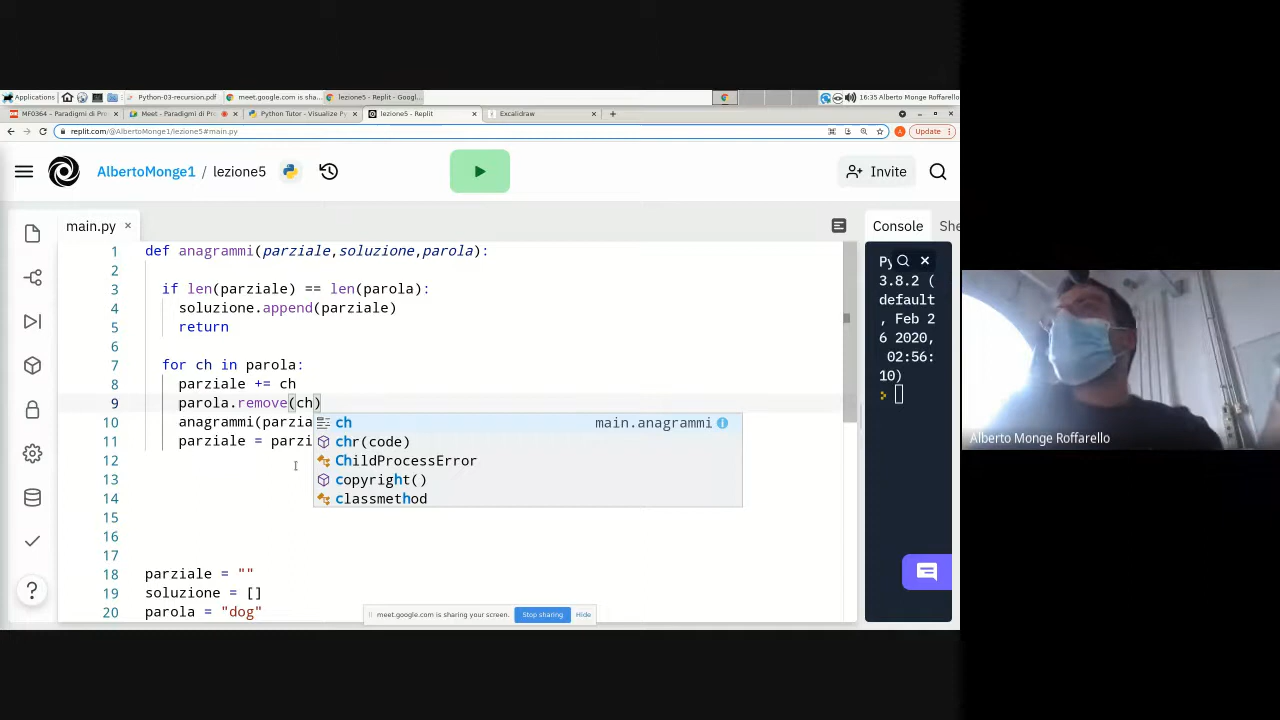 Applications
Python-03-recursion.pdf
meet.google.com is sha...
lezione5 - Replit - Googl...
16:35 Alberto Monge Roffarello
MF0364 - Paradigmi di Pro
Meet - Paradigmi di Pr
Python Tutor - Visualize Py
lezione5 - Replit
Excalidraw
replit.com/@AlbertoMonge1/lezione5#main.py
Update
AlbertoMonge1 / lezione5
Invite
main.py
Console
She
1 def anagrammi(parziale,soluzione,parola):
2
3 if len(parziale) == len(parola):
4 soluzione.append(parziale)
5 return
6
7 for ch in parola:
8 parziale += ch
9 parola.remove(ch)
10 anagrammi(parzia
11 parziale = parzi
12
13
14
15
16
17
18 parziale = ""
19 soluzione = []
20 parola = "dog"
ch main.anagrammi
chr(code)
ChildProcessError
copyright()
classmethod
Py
3.8.2 (
default
, Feb 2
6 2020,
02:56:
10)
meet.google.com is sharing your screen.
Stop sharing
Hide
Alberto Monge Roffarello